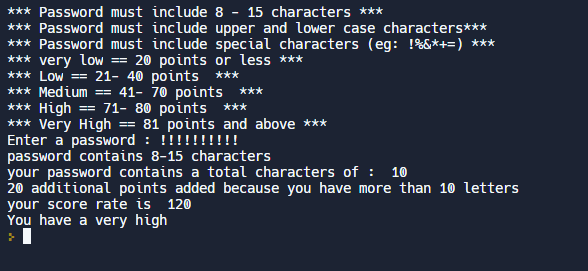 *** Password must include 8 - 15 characters ***
*** Password must include upper and lower case characters***
*** Password must include special characters (eg: !%&*+=) ***
*** very low == 20 points or less ***
*** Low == 21- 40 points  ***
*** Medium == 41- 70 points  ***
*** High == 71- 80 points  ***
*** Very High == 81 points and above ***
Enter a password : !!!!!!!!!!
password contains 8-15 characters
your password contains a total characters of :  10
20 additional points added because you have more than 10 letters
your score rate is  120
You have a very high
>